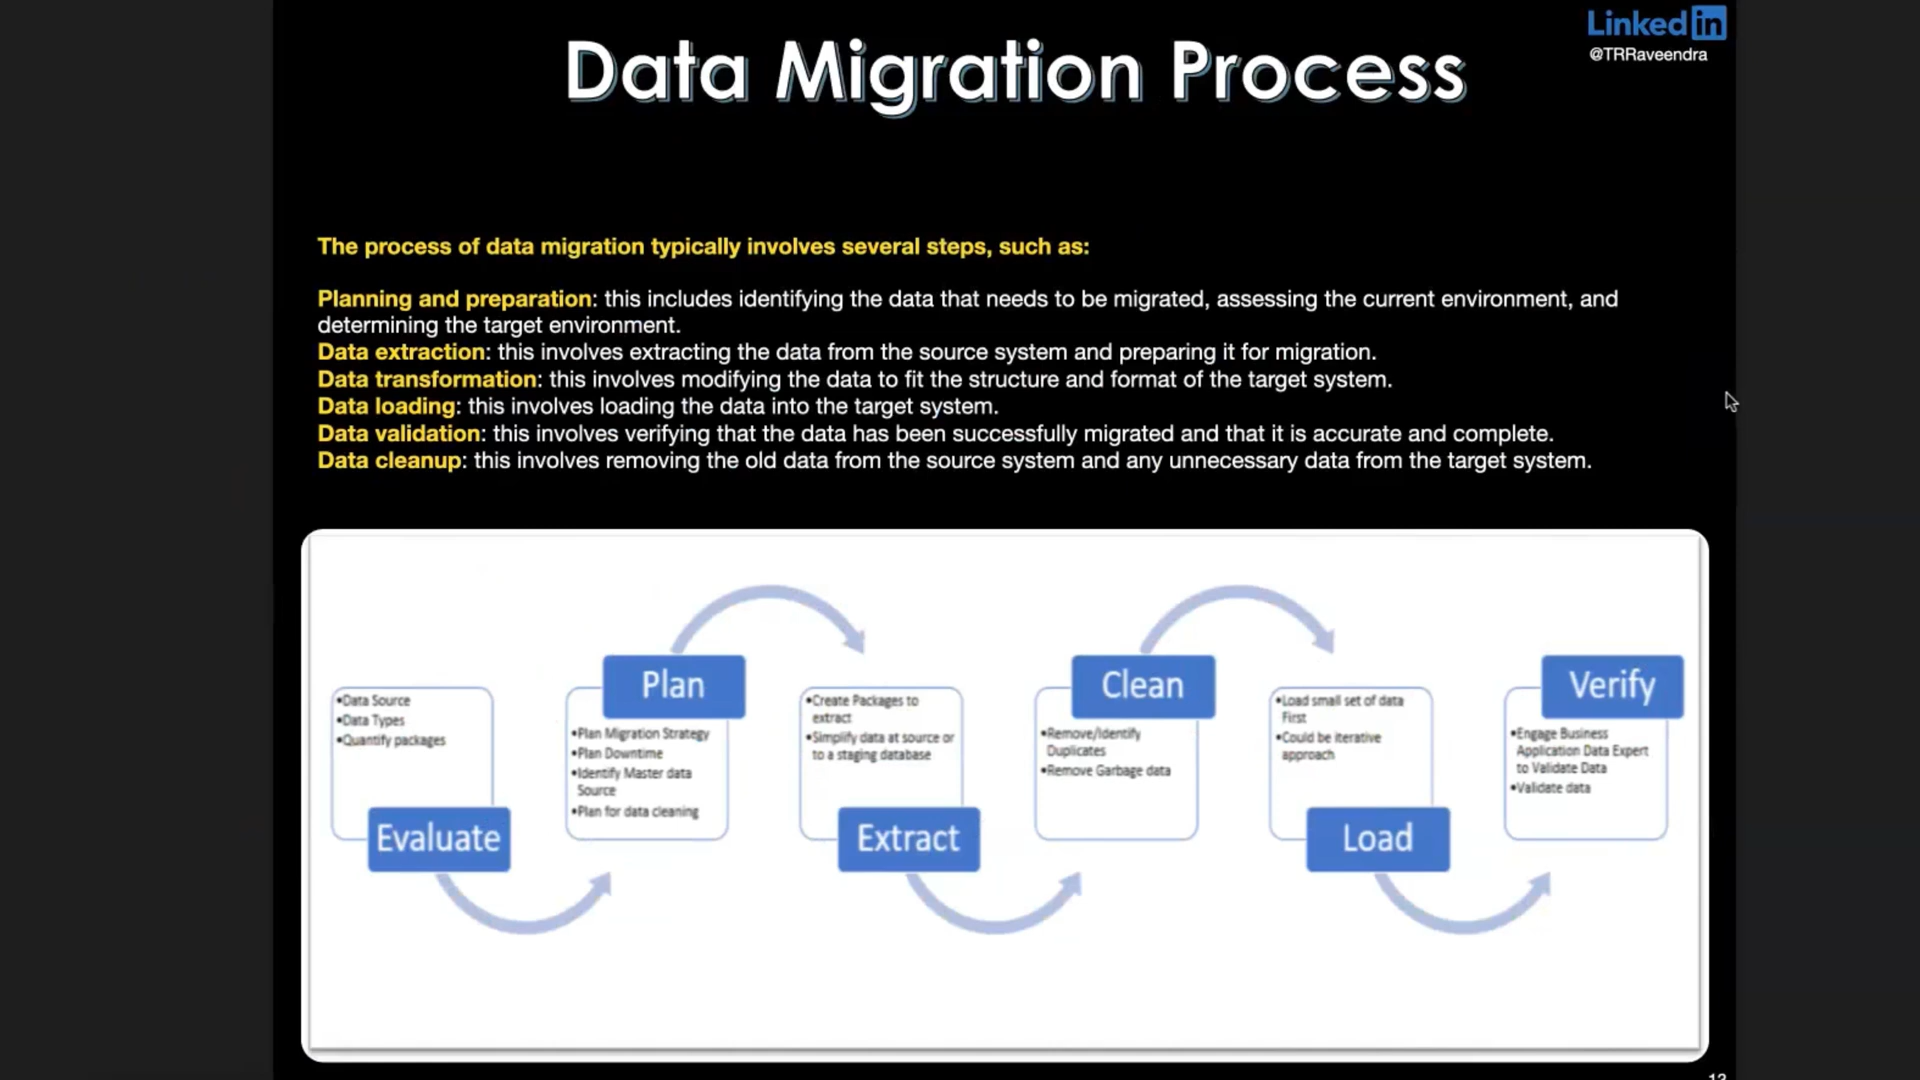 Linked in
@TRRaveendra
Data Migration Process
The process of data migration typically involves several steps, such as:
Planning and preparation: this includes identifying the data that needs to be migrated, assessing the current environment, and
determining the target environment.
Data extraction: this involves extracting the data from the source system and preparing it for migration.
Data transformation: this involves modifying the data to fit the structure and format of the target system.
Data loading: this involves loading the data into the target system.
Data validation: this involves verifying that the data has been successfully migrated and that it is accurate and complete.
Data cleanup: this involves removing the old data from the source system and any unnecessary data from the target system.
•Data Source
•Data Types
•Quantify packages
Evaluate
Plan
•Plan Migration Strategy
•Plan Downtime
•Identify Master data
Source
•Plan for data cleaning
•Create Packages to
extract
•Simplify data at source or
to a staging database
Extract
Clean
•Remove/Identify
Duplicates
•Remove Garbage data
•Load small set of data
First
•Could be iterative
approach
Load
Verify
•Engage Business
Application Data Expert
to Validate Data
•Validate data